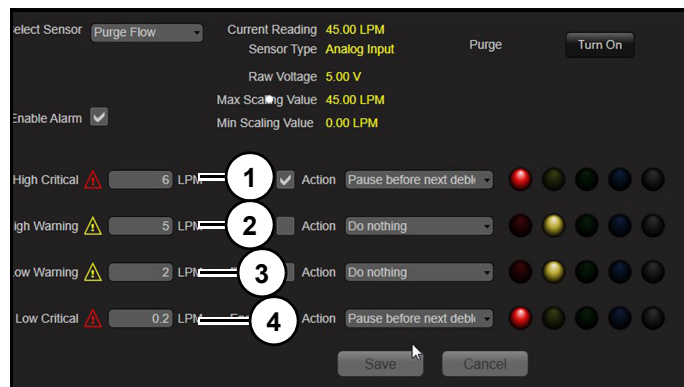 elect Sensor Purge Flow Current Reading 45.00 LPM
Sensor Type Analog Input Purge Turn On
Raw Voltage 5.00 V
Max Scaling Value 45.00 LPM
Enable Alarm Min Scaling Value 0.00 LPM
High Critical 6 LPM 1 Action Pause before next deblo
igh Warning 5 LPM 2 Action Do nothing
ow Warning 2 LPM 3 Action Do nothing
Low Critical 0.2 LPM 4 Action Pause before next deblo
Save Cancel